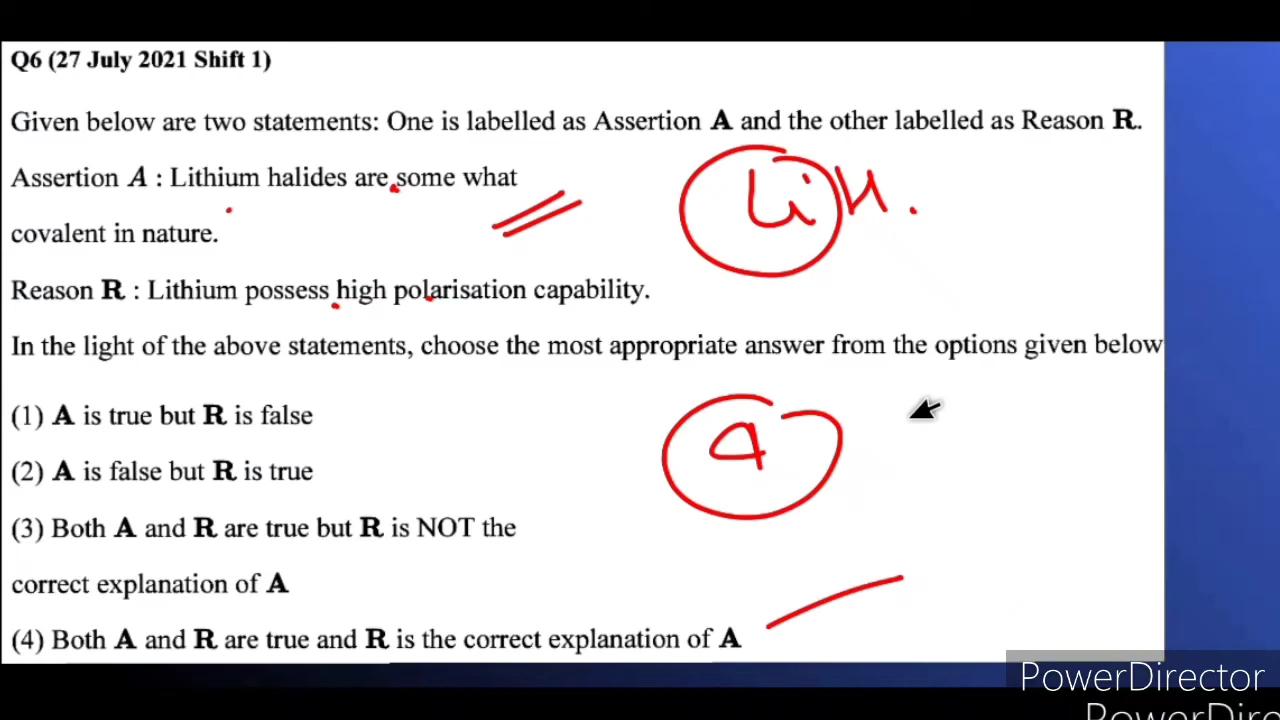 Q6 (27 July 2021 Shift 1)
Given below are two statements: One is labelled as Assertion A and the other labelled as Reason R.
Assertion A : Lithium halides are some what
covalent in nature.
LiH.
Reason R : Lithium possess high polarisation capability.
In the light of the above statements, choose the most appropriate answer from the options given below
(1) A is true but R is false
4
(2) A is false but R is true
(3) Both A and R are true but R is NOT the
correct explanation of A
(4) Both A and R are true and R is the correct explanation of A
PowerDirector
PowerDirec